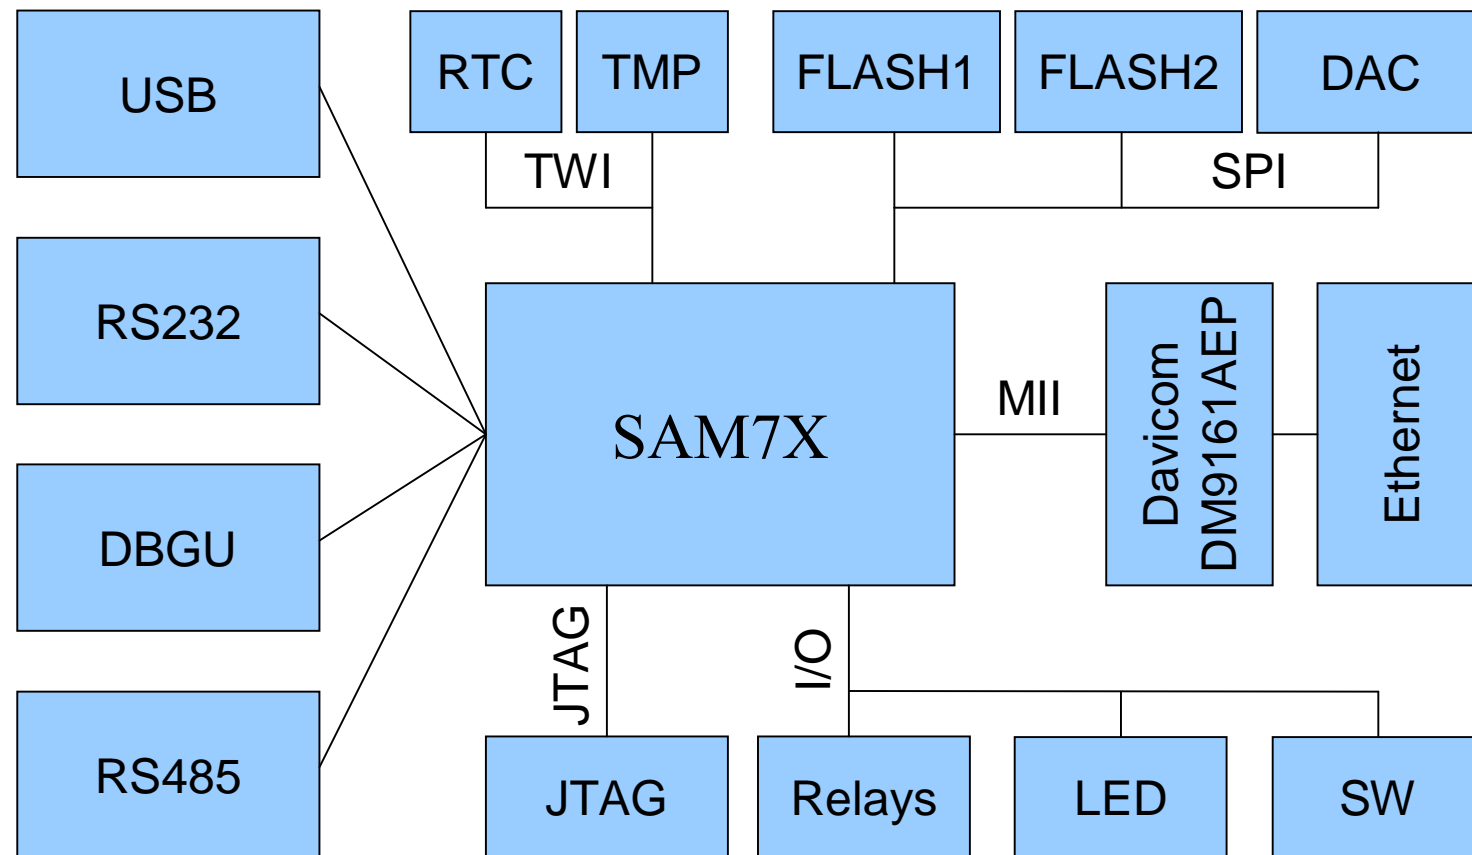 USB
RTC
TMP
FLASH1
FLASH2
DAC
TWI
SPI
RS232
SAM7X
MII
Davicom
DM9161AEP
Ethernet
DBGU
JTAG
I/O
RS485
JTAG
Relays
LED
SW